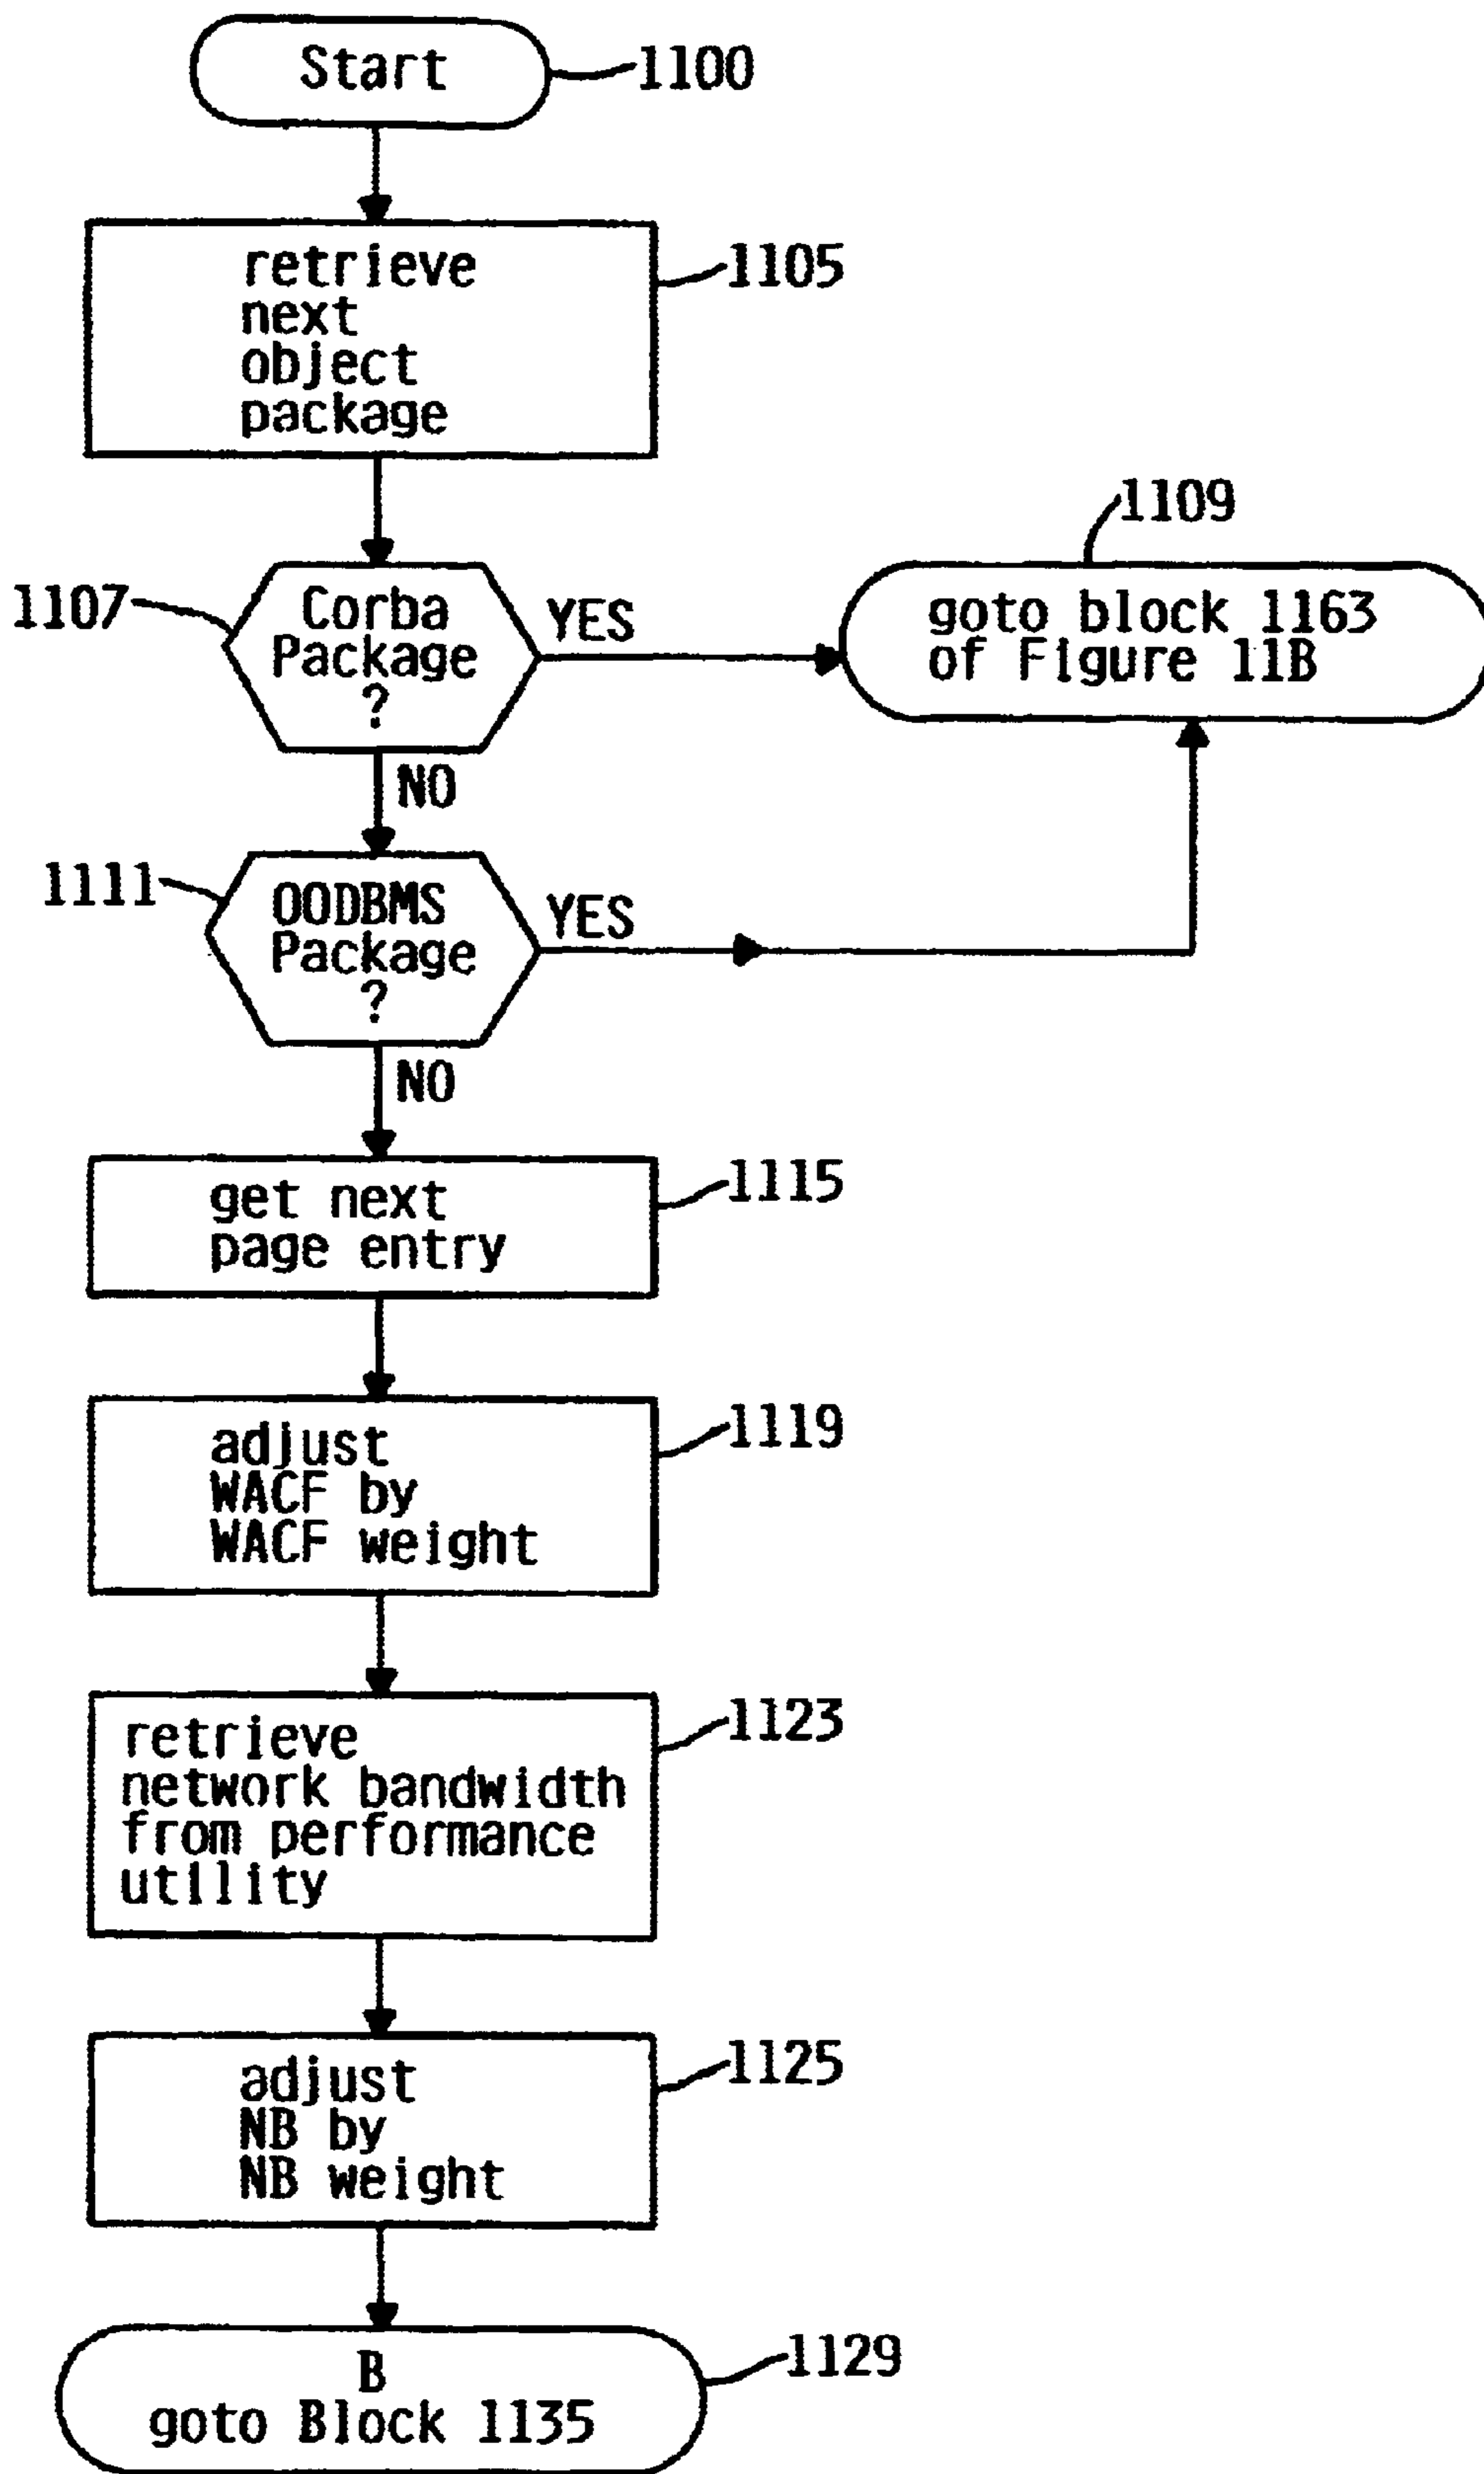 Start
1100
retrieve
next
object
package
1105
1107
Corba
Package
?
YES
NO
1109
goto block 1163
of Figure 11B
1111
OODBMS
Package
?
YES
NO
get next
page entry
1115
adjust
WACF by
WACF weight
1119
retrieve
network bandwidth
from performance
utility
1123
adjust
NB by
NB weight
1125
B
goto Block 1135
1129